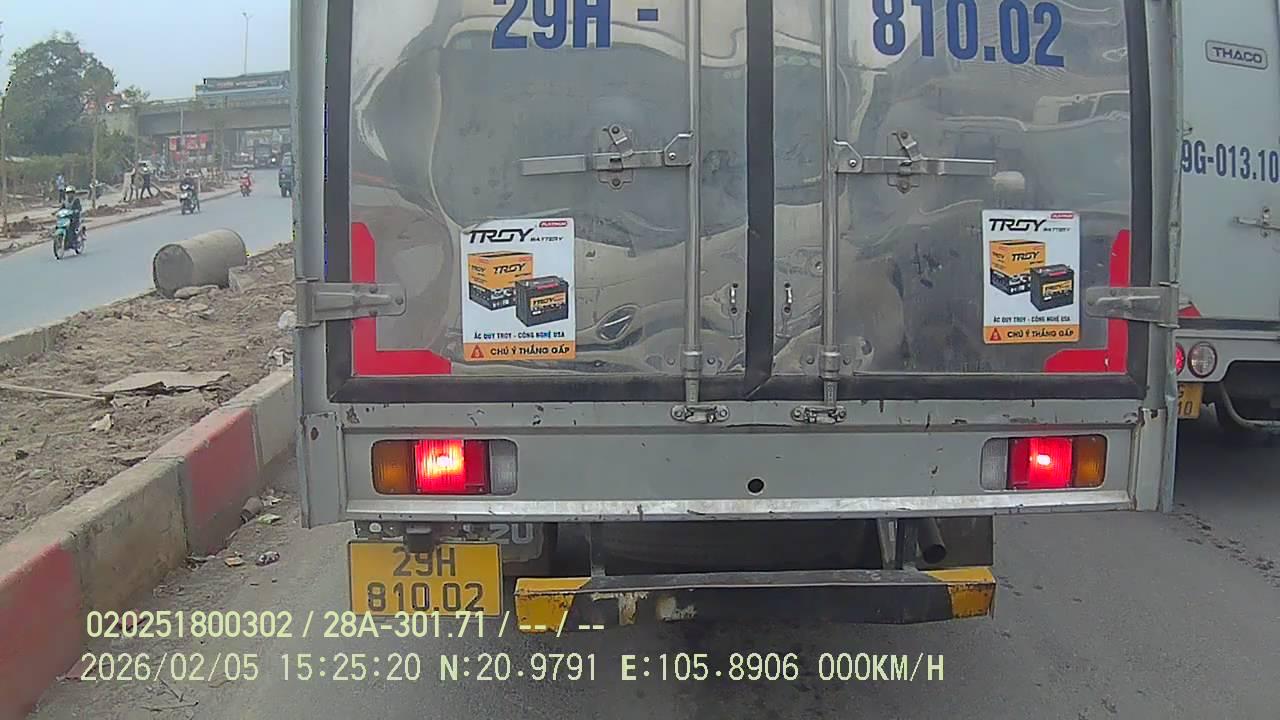 29H - 810.02
THACO
9G-013.10
TROY BATTERY
TROY
TROY
ẮC QUY TROY - CÔNG NGHỆ USA
CHÚ Ý THẮNG GẤP
TROY BATTERY
TROY
TROY
ẮC QUY TROY - CÔNG NGHỆ USA
CHÚ Ý THẮNG GẤP
29H
810.02
020251800302 / 28A-301.71 / -- / --
2026/02/05 15:25:20 N:20.9791 E:105.8906 000KM/H